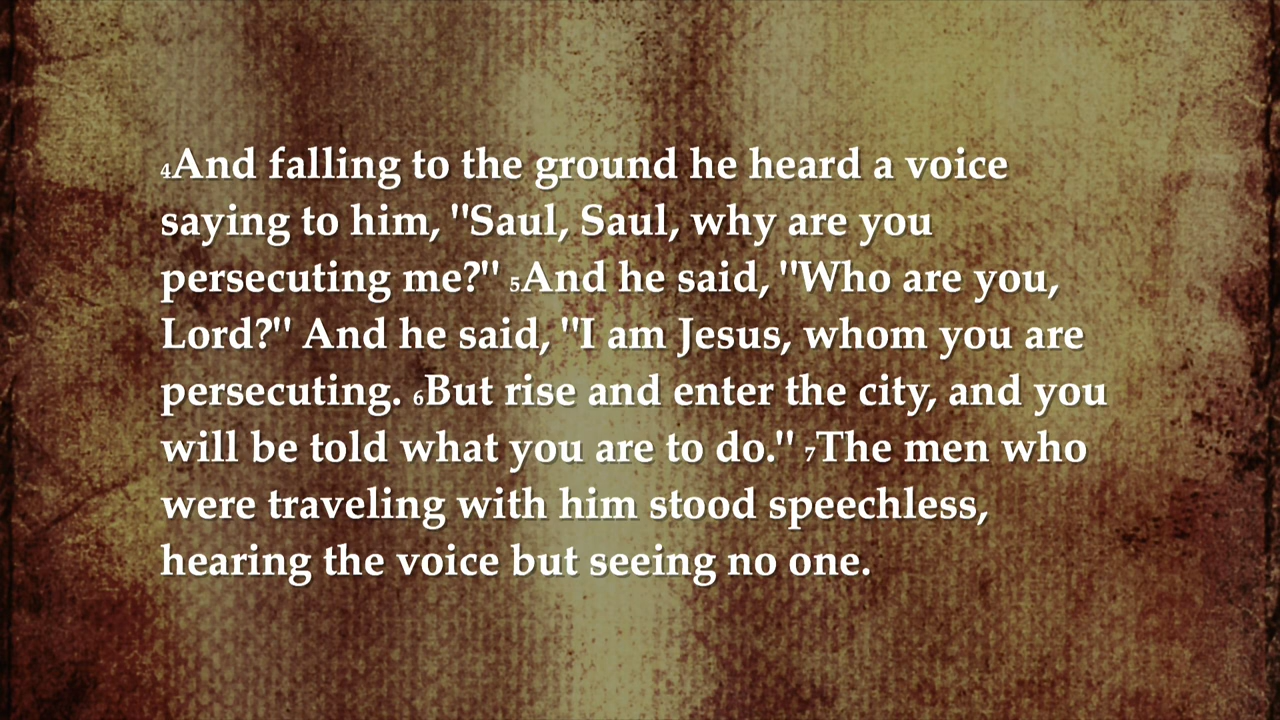 4And falling to the ground he heard a voice
saying to him, "Saul, Saul, why are you
persecuting me?" 5And he said, "Who are you,
Lord?" And he said, "I am Jesus, whom you are
persecuting. 6But rise and enter the city, and you
will be told what you are to do." 7The men who
were traveling with him stood speechless,
hearing the voice but seeing no one.